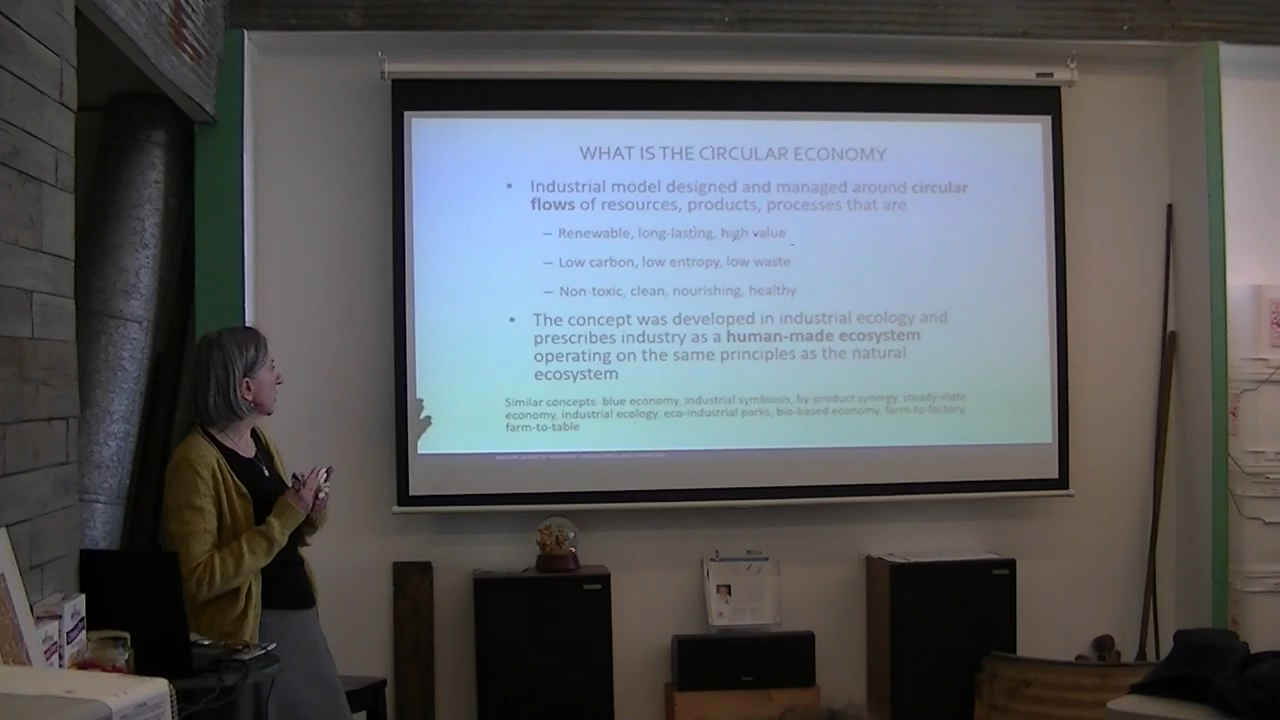 WHAT IS THE CIRCULAR ECONOMY
▪ Industrial model designed and managed around circular
flows of resources, products, processes that are
– Renewable, long-lasting, high value
– Low carbon, low entropy, low waste
– Non-toxic, clean, nourishing, healthy
▪ The concept was developed in industrial ecology and
prescribes industry as a human-made ecosystem
operating on the same principles as the natural
ecosystem
Similar concepts blue economy, industrial symbiosis, by-product synergy, steady-state
economy, industrial ecology, eco-industrial parks, bio-based economy, farm-to-factory,
farm-to-table